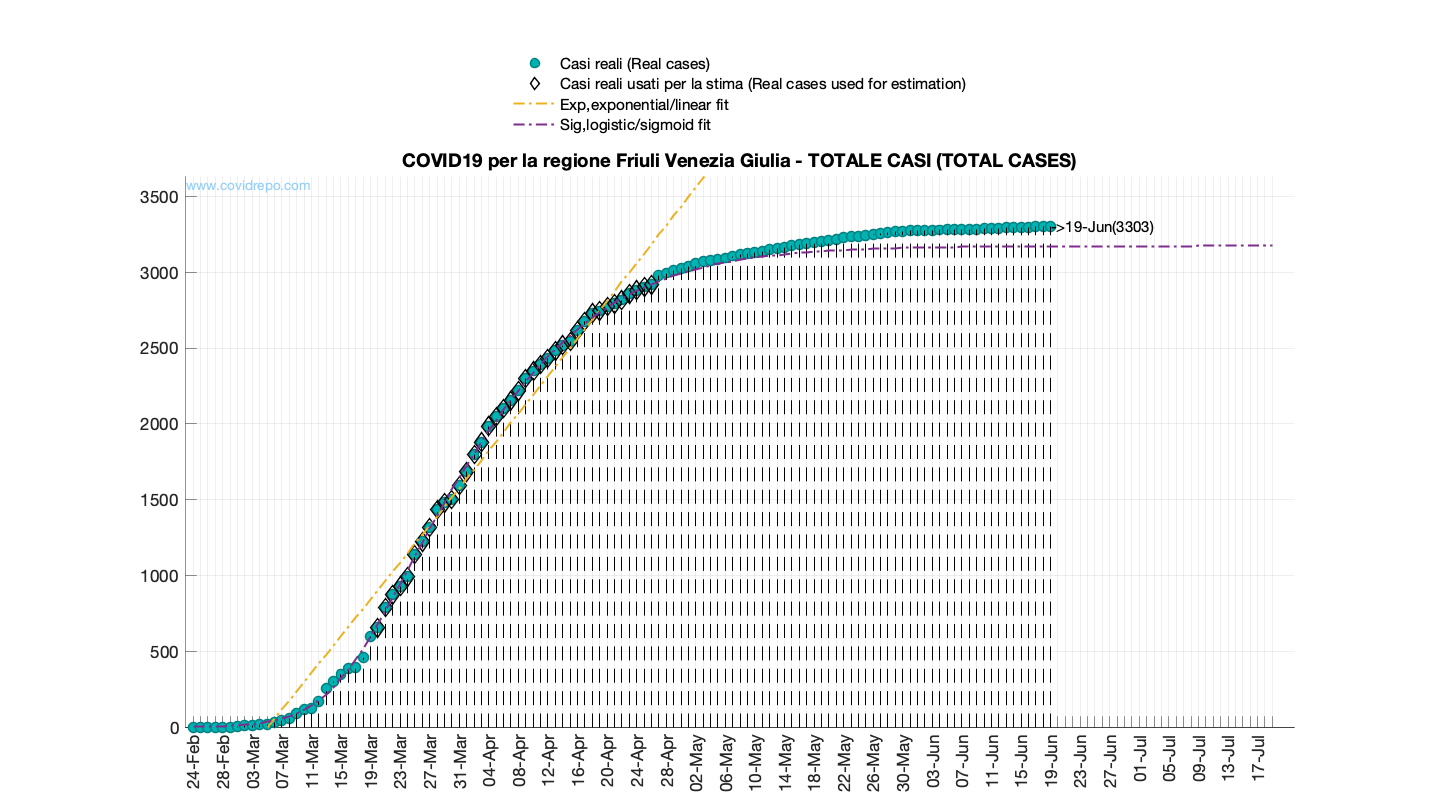 Casi reali (Real cases)
Casi reali usati per la stima (Real cases used for estimation)
Exp,exponential/linear fit
Sig,logistic/sigmoid fit
COVID19 per la regione Friuli Venezia Giulia - TOTALE CASI (TOTAL CASES)
www.covidrepo.com
3500
3000
2500
2000
1500
1000
500
0
>19-Jun(3303)
24-Feb
28-Feb
03-Mar
07-Mar
11-Mar
15-Mar
19-Mar
23-Mar
27-Mar
31-Mar
04-Apr
08-Apr
12-Apr
16-Apr
20-Apr
24-Apr
28-Apr
02-May
06-May
10-May
14-May
18-May
22-May
26-May
30-May
03-Jun
07-Jun
11-Jun
15-Jun
19-Jun
23-Jun
27-Jun
01-Jul
05-Jul
09-Jul
13-Jul
17-Jul